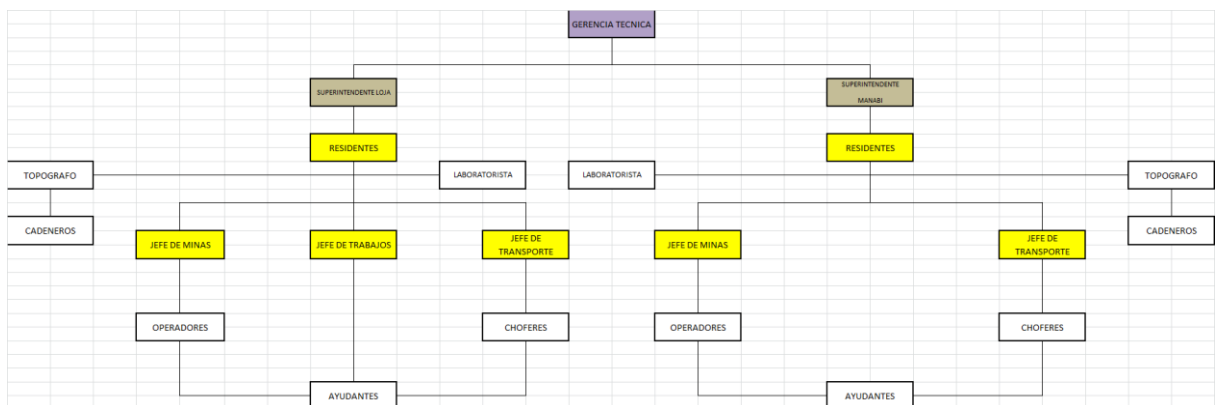 GERENCIA TECNICA
SUPERINTENDENTE LOJA
SUPERINTENDENTE
MANABI
RESIDENTES
RESIDENTES
TOPOGRAFO
LABORATORISTA
LABORATORISTA
TOPOGRAFO
CADENEROS
CADENEROS
JEFE DE MINAS
JEFE DE TRABAJOS
JEFE DE
TRANSPORTE
JEFE DE MINAS
JEFE DE
TRANSPORTE
OPERADORES
CHOFERES
OPERADORES
CHOFERES
AYUDANTES
AYUDANTES